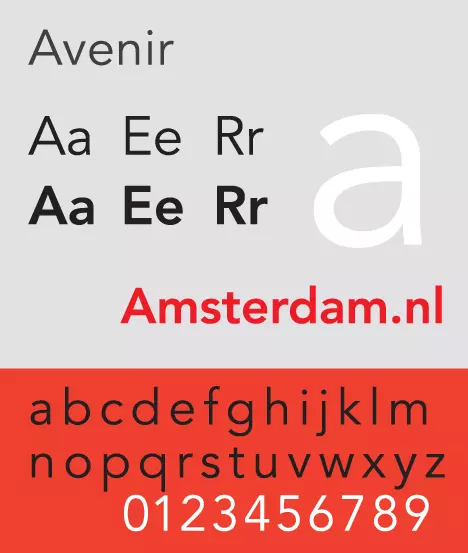 Avenir
Aa Ee Rr
Aa Ee Rr
a
Amsterdam.nl
abcdefghijklm
nopqrstuvwxyz
0123456789